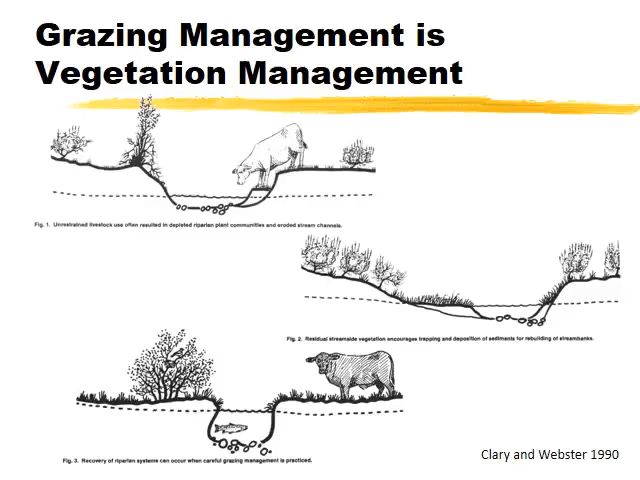 Grazing Management is
Vegetation Management
Fig. 1. Unrestrained livestock use often resulted in depleted riparian plant communities and eroded stream channels.
Fig. 2. Residual streamside vegetation encourages trapping and deposition of sediments for rebuilding of streambanks.
Fig. 3. Recovery of riparian systems can occur when careful grazing management is practiced.
Clary and Webster 1990